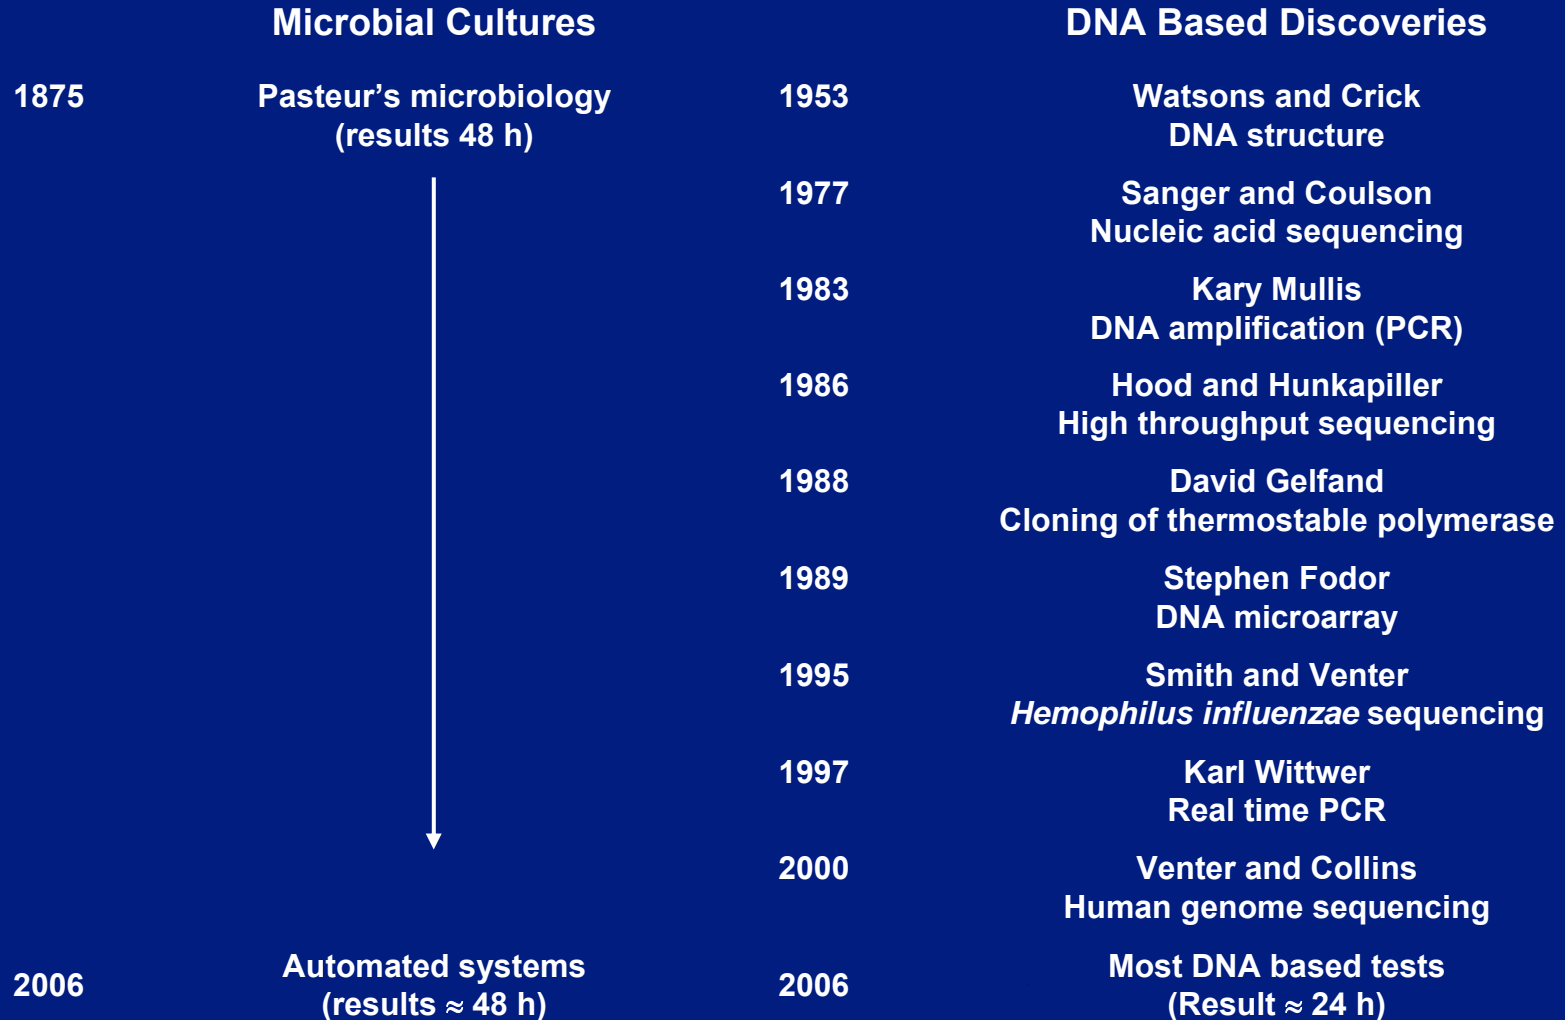 Microbial Cultures
DNA Based Discoveries
1875
Pasteur’s microbiology
(results 48 h)
1953
Watsons and Crick
DNA structure
1977
Sanger and Coulson
Nucleic acid sequencing
1983
Kary Mullis
DNA amplification (PCR)
1986
Hood and Hunkapiller
High throughput sequencing
1988
David Gelfand
Cloning of thermostable polymerase
1989
Stephen Fodor
DNA microarray
1995
Smith and Venter
Hemophilus influenzae sequencing
1997
Karl Wittwer
Real time PCR
2000
Venter and Collins
Human genome sequencing
2006
Automated systems
(results ≈ 48 h)
2006
Most DNA based tests
(Result ≈ 24 h)